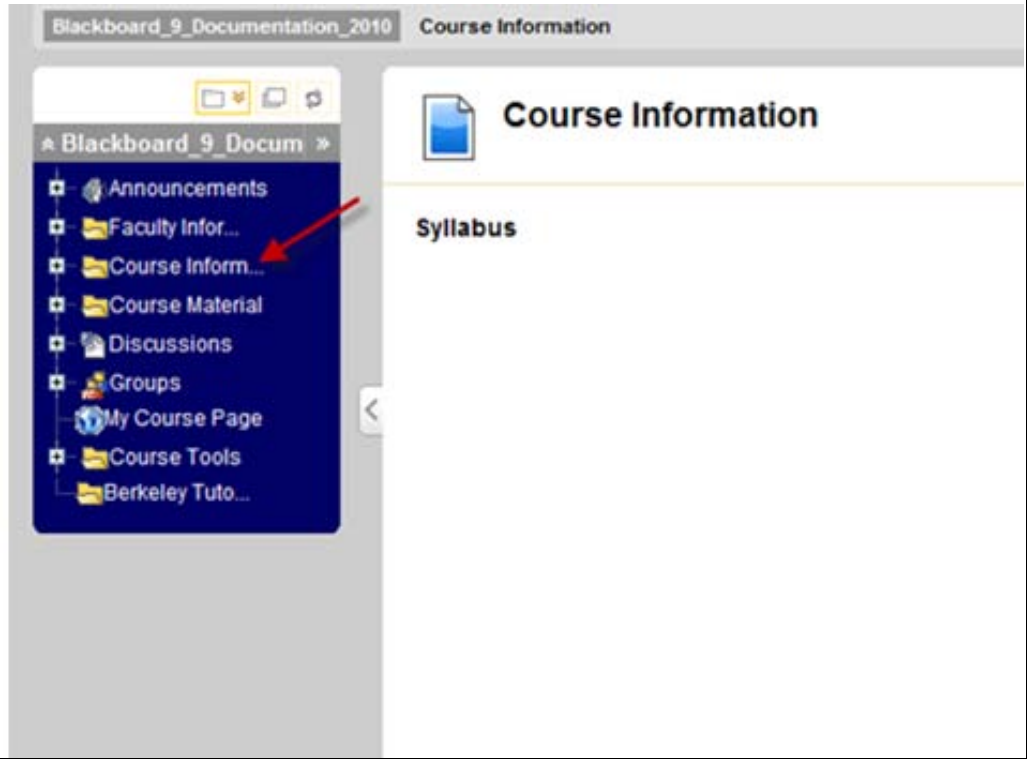 Blackboard_9_Documentation_2010 Course Information
Blackboard_9_Docum
Announcements
Faculty Infor...
Course Inform...
Course Material
Discussions
Groups
My Course Page
Course Tools
Berkeley Tuto...
Course Information
Syllabus